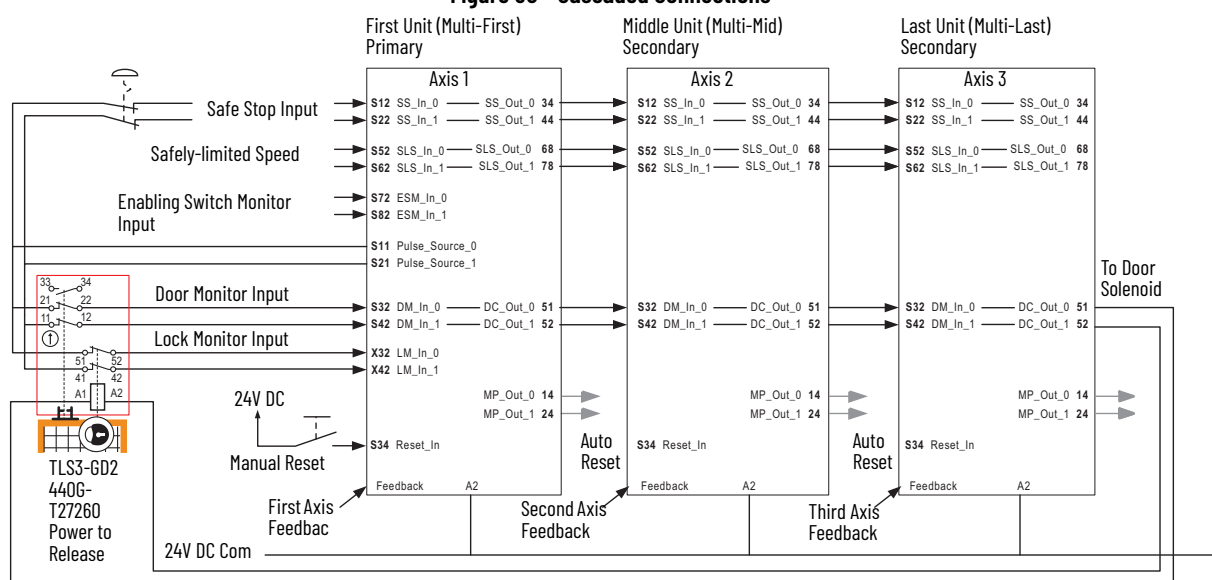 First Unit (Multi-First)
Primary
Middle Unit (Multi-Mid)
Secondary
Last Unit (Multi-Last)
Secondary
Axis 1
Axis 2
Axis 3
Safe Stop Input
S12 SS_In_0 SS_Out_0 34
S22 SS_In_1 SS_Out_1 44
S12 SS_In_0 SS_Out_0 34
S22 SS_In_1 SS_Out_1 44
S12 SS_In_0 SS_Out_0 34
S22 SS_In_1 SS_Out_1 44
Safely-limited Speed
S52 SLS_In_0 SLS_Out_0 68
S62 SLS_In_1 SLS_Out_1 78
S52 SLS_In_0 SLS_Out_0 68
S62 SLS_In_1 SLS_Out_1 78
S52 SLS_In_0 SLS_Out_0 68
S62 SLS_In_1 SLS_Out_1 78
Enabling Switch Monitor
Input
S72 ESM_In_0
S82 ESM_In_1
S11 Pulse_Source_0
S21 Pulse_Source_1
To Door
Solenoid
33 34
21 22
11 12
Door Monitor Input
S32 DM_In_0 DC_Out_0 51
S42 DM_In_1 DC_Out_1 52
S32 DM_In_0 DC_Out_0 51
S42 DM_In_1 DC_Out_1 52
S32 DM_In_0 DC_Out_0 51
S42 DM_In_1 DC_Out_1 52
Lock Monitor Input
51 52
41 42
A1 A2
X32 LM_In_0
X42 LM_In_1
MP_Out_0 14
MP_Out_1 24
MP_Out_0 14
MP_Out_1 24
MP_Out_0 14
MP_Out_1 24
24V DC
Manual Reset
S34 Reset_In
Auto
Reset
S34 Reset_In
Auto
Reset
S34 Reset_In
TLS3-GD2
440G-
T27260
Power to
Release
Feedback A2
Feedback A2
Feedback A2
First Axis
Feedbac
Second Axis
Feedback
Third Axis
Feedback
24V DC Com